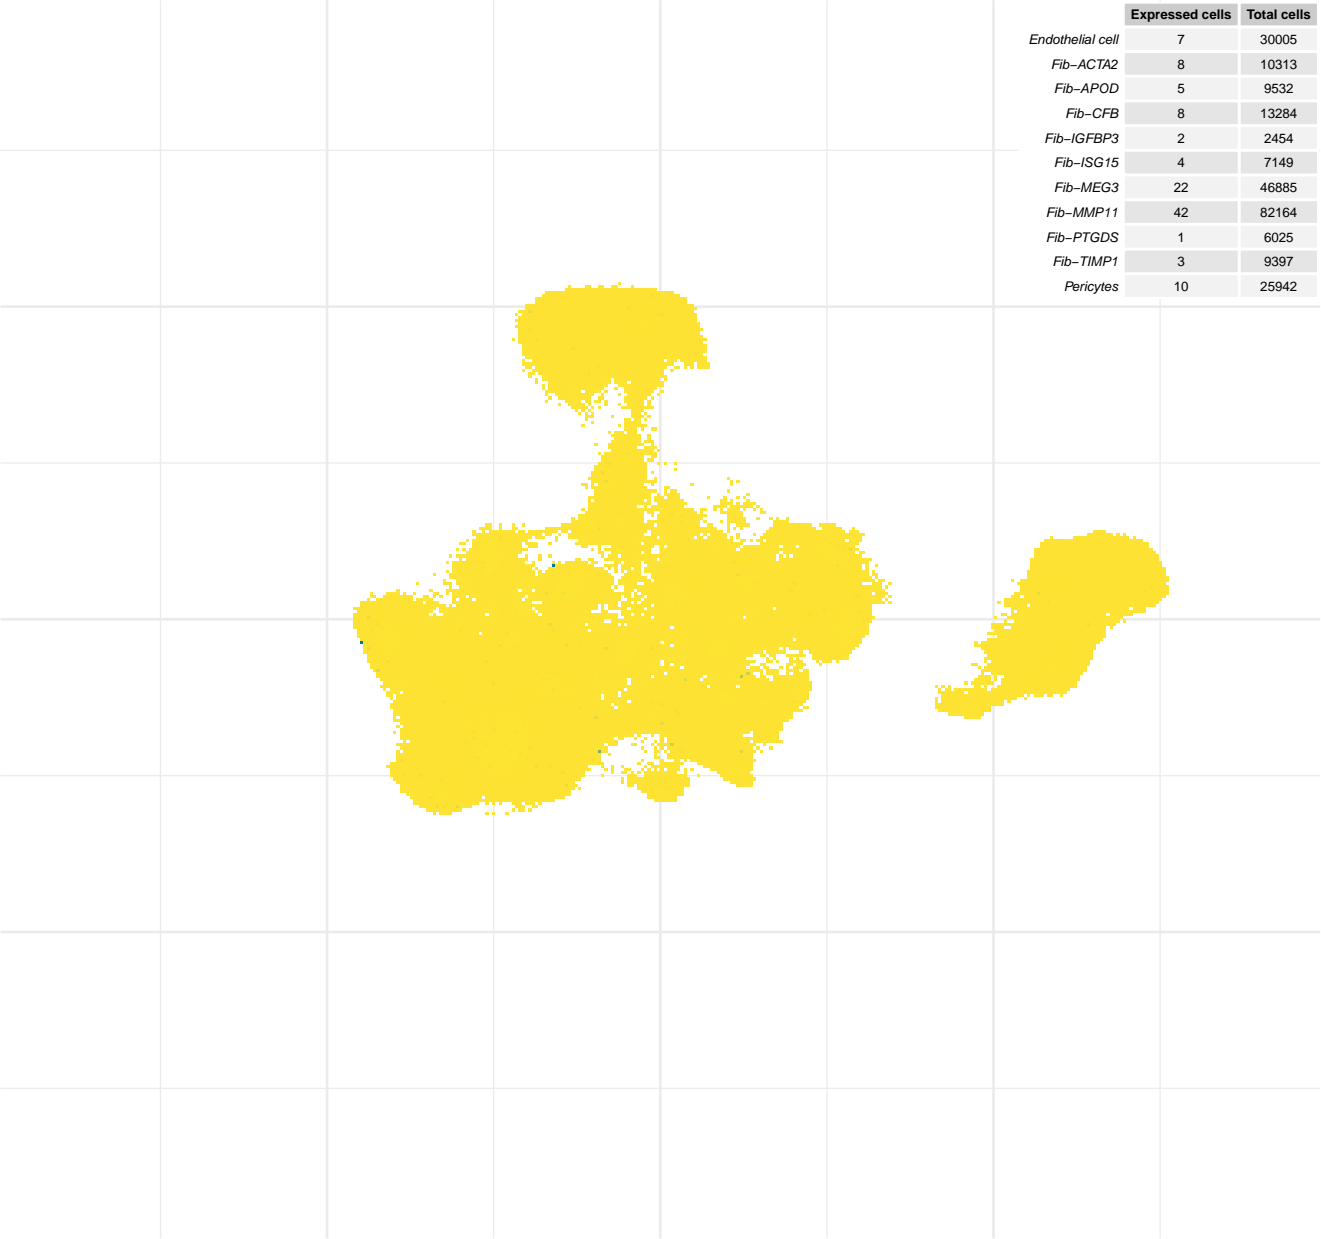 Expressed cells Total cells
Endothelial cell 7 30005
Fib−ACTA2 8 10313
Fib−APOD 5 9532
Fib−CFB 8 13284
Fib−IGFBP3 2 2454
Fib−ISG15 4 7149
Fib−MEG3 22 46885
Fib−MMP11 42 82164
Fib−PTGDS 1 6025
Fib−TIMP1 3 9397
Pericytes 10 25942